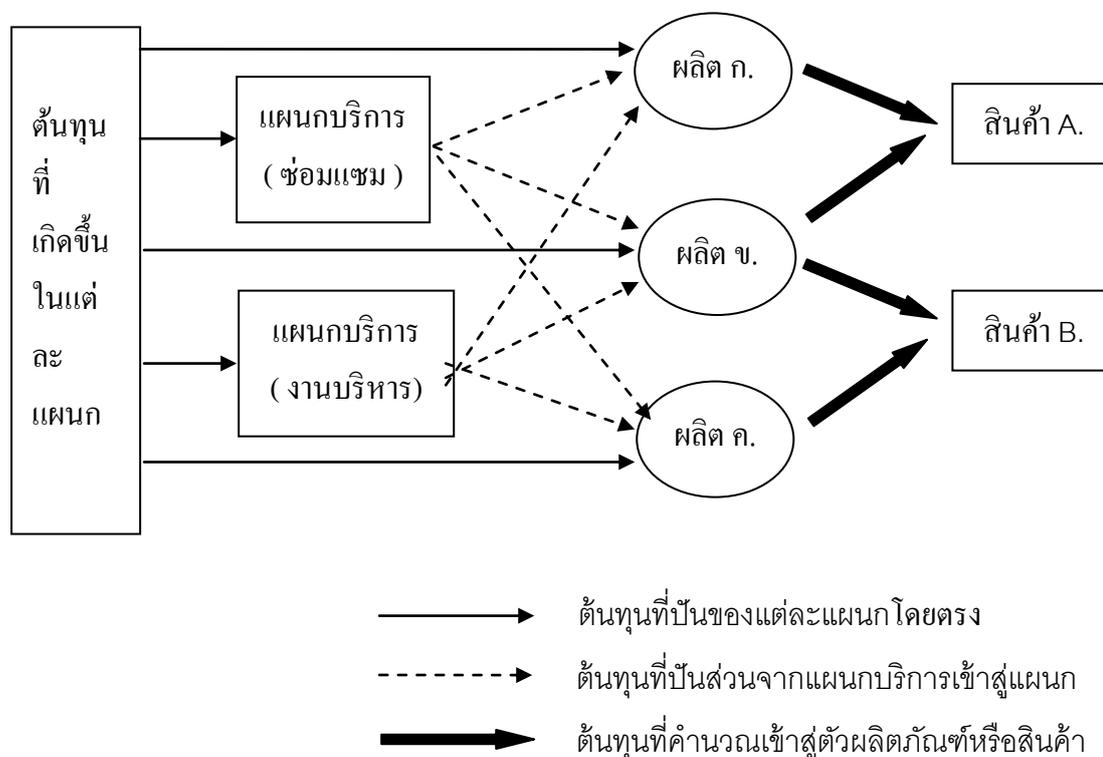 ต้นทุน
ที่
เกิดขึ้น
ในแต่
ละ
แผนก
แผนกบริการ
( ซ่อมแซม )
แผนกบริการ
( งานบริหาร)
ผลิต ก.
ผลิต ข.
ผลิต ค.
สินค้า A.
สินค้า B.
ต้นทุนที่ปันของแต่ละแผนกโดยตรง
ต้นทุนที่ปันส่วนจากแผนกบริการเข้าสู่แผนก
ต้นทุนที่คำนวณเข้าสู่ตัวผลิตภัณฑ์หรือสินค้า